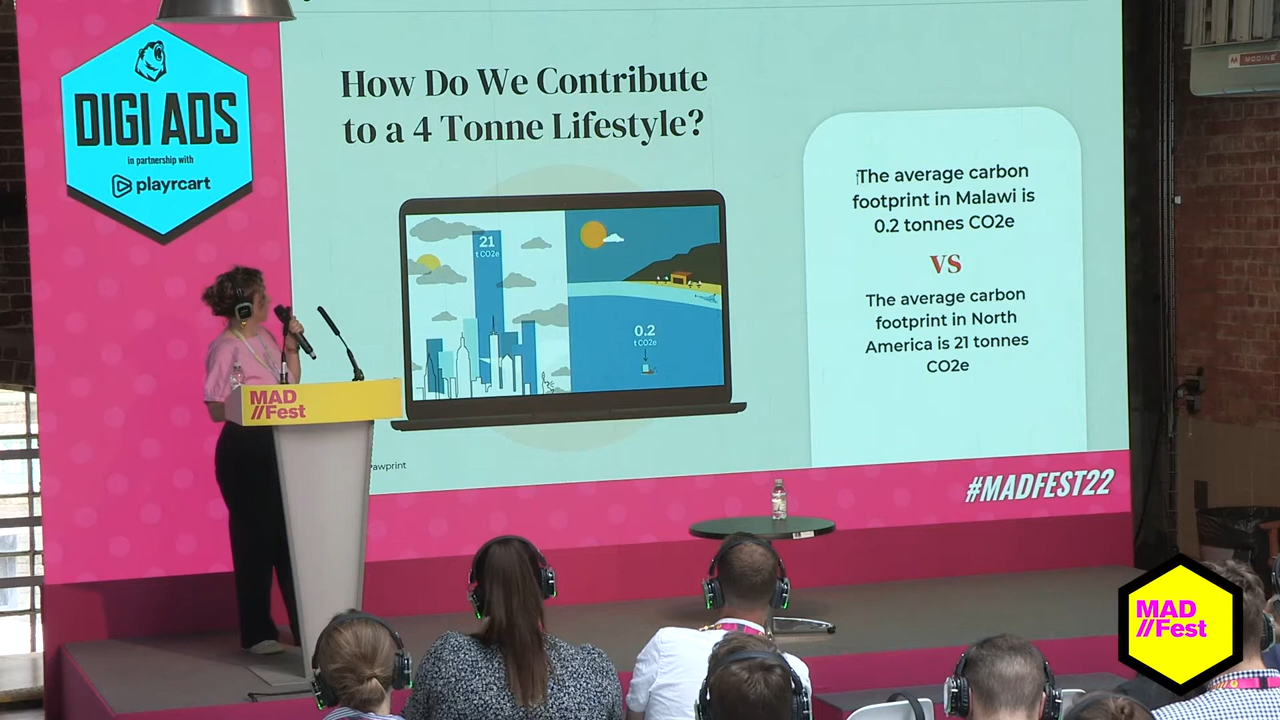 DIGI ADS
in partnership with
playrcart
How Do We Contribute
to a 4 Tonne Lifestyle?
21
t CO2e
0.2
t CO2e
The average carbon
footprint in Malawi is
0.2 tonnes CO2e
VS
The average carbon
footprint in North
America is 21 tonnes
CO2e
MAD
//Fest
#MADFEST22
MAD
//Fest